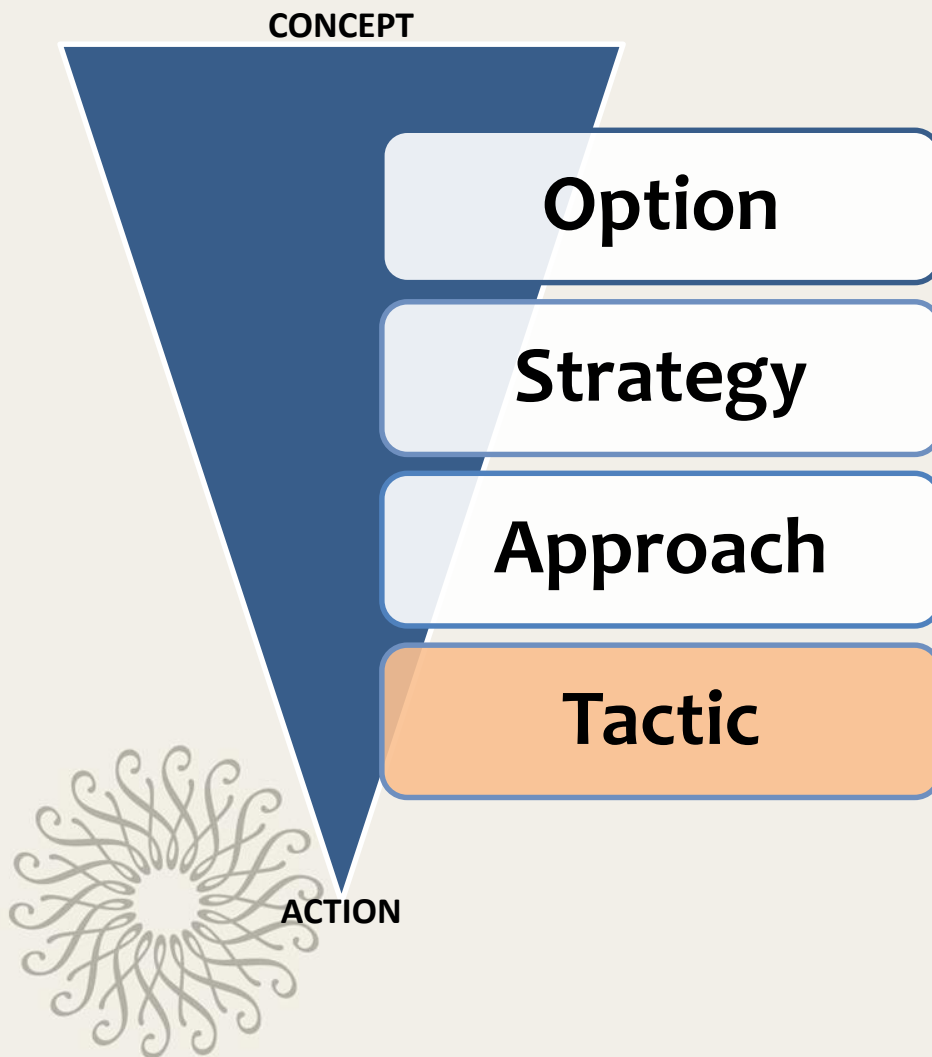 CONCEPT
Option
Strategy
Approach
Tactic
ACTION